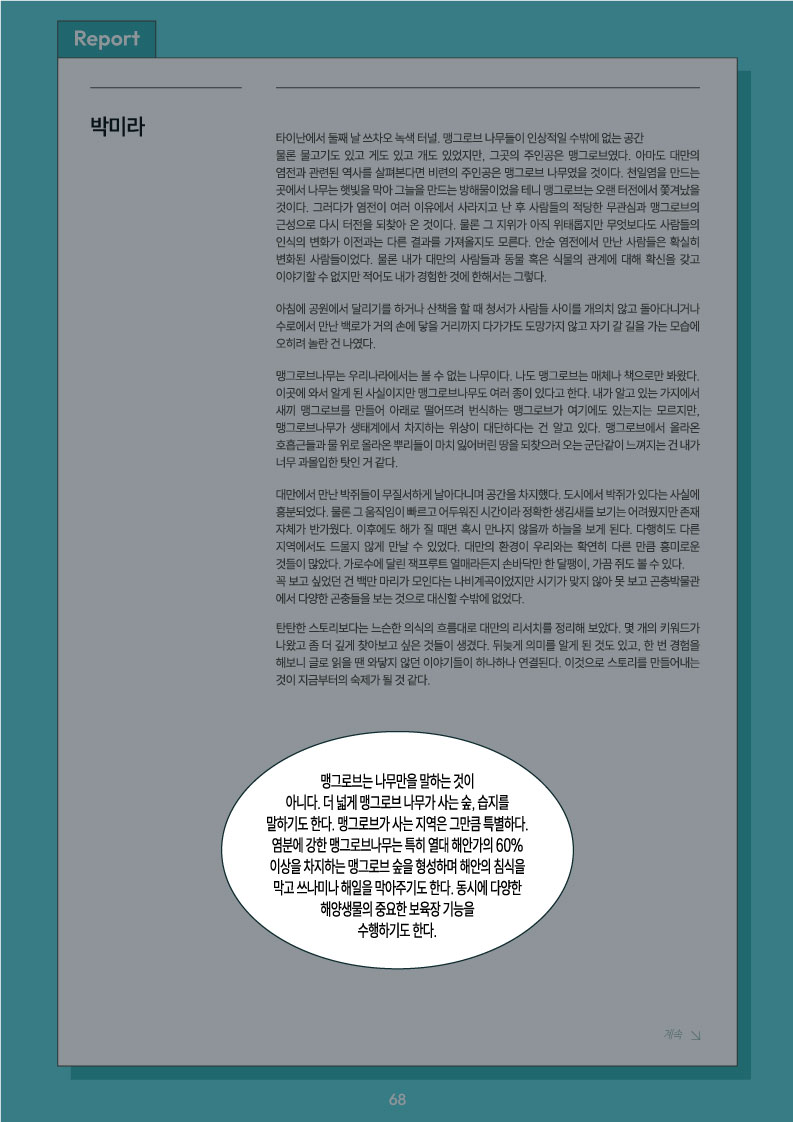 Report
박미라
타이난에서 둘째 날 쓰차오 녹색 터널. 맹그로브 나무들이 인상적일 수밖에 없는 공간
물론 물고기도 있고 게도 있고 개도 있었지만, 그곳의 주인공은 맹그로브였다. 아마도 대만의
염전과 관련된 역사를 살펴본다면 비련의 주인공은 맹그로브 나무였을 것이다. 천일염을 만드는
곳에서 나무는 햇빛을 막아 그늘을 만드는 방해물이었을 테니 맹그로브는 오랜 터전에서 쫓겨났을
것이다. 그러다가 염전이 여러 이유에서 사라지고 난 후 사람들의 적당한 무관심과 맹그로브의
근성으로 다시 터전을 되찾아 온 것이다. 물론 그 지위가 아직 위태롭지만 무엇보다도 사람들의
인식의 변화가 이전과는 다른 결과를 가져올지도 모른다. 안순 염전에서 만난 사람들은 확실히
변화된 사람들이었다. 물론 내가 대만의 사람들과 동물 혹은 식물의 관계에 대해 확신을 갖고
이야기할 수 없지만 적어도 내가 경험한 것에 한해서는 그렇다.
아침에 공원에서 달리기를 하거나 산책을 할 때 청서가 사람들 사이를 개의치 않고 돌아다니거나
수로에서 만난 백로가 거의 손에 닿을 거리까지 다가가도 도망가지 않고 자기 갈 길을 가는 모습에
오히려 놀란 건 나였다.
맹그로브나무는 우리나라에서는 볼 수 없는 나무이다. 나도 맹그로브는 매체나 책으로만 봐왔다.
이곳에 와서 알게 된 사실이지만 맹그로브나무도 여러 종이 있다고 한다. 내가 알고 있는 가지에서
새끼 맹그로브를 만들어 아래로 떨어뜨려 번식하는 맹그로브가 여기에도 있는지는 모르지만,
맹그로브나무가 생태계에서 차지하는 위상이 대단하다는 건 알고 있다. 맹그로브에서 올라온
호흡근들과 물 위로 올라온 뿌리들이 마치 잃어버린 땅을 되찾으러 오는 군단같이 느껴지는 건 내가
너무 과몰입한 탓인 거 같다.
대만에서 만난 박쥐들이 무질서하게 날아다니며 공간을 차지했다. 도시에서 박쥐가 있다는 사실에
흥분되었다. 물론 그 움직임이 빠르고 어두워진 시간이라 정확한 생김새를 보기는 어려웠지만 존재
자체가 반가웠다. 이후에도 해가 질 때면 혹시 만나지 않을까 하늘을 보게 된다. 다행히도 다른
지역에서도 드물지 않게 만날 수 있었다. 대만의 환경이 우리와는 확연히 다른 만큼 흥미로운
것들이 많았다. 가로수에 달린 잭프루트 열매라든지 손바닥만 한 달팽이, 가끔 쥐도 볼 수 있다.
꼭 보고 싶었던 건 백만 마리가 모인다는 나비계곡이었지만 시기가 맞지 않아 못 보고 곤충박물관
에서 다양한 곤충들을 보는 것으로 대신할 수밖에 없었다.
탄탄한 스토리보다는 느슨한 의식의 흐름대로 대만의 리서치를 정리해 보았다. 몇 개의 키워드가
나왔고 좀 더 깊게 찾아보고 싶은 것들이 생겼다. 뒤늦게 의미를 알게 된 것도 있고, 한 번 경험을
해보니 글로 읽을 땐 와닿지 않던 이야기들이 하나하나 연결된다. 이것으로 스토리를 만들어내는
것이 지금부터의 숙제가 될 것 같다.
맹그로브는 나무만을 말하는 것이
아니다. 더 넓게 맹그로브 나무가 사는 숲, 습지를
말하기도 한다. 맹그로브가 사는 지역은 그만큼 특별하다.
염분에 강한 맹그로브나무는 특히 열대 해안가의 60%
이상을 차지하는 맹그로브 숲을 형성하며 해안의 침식을
막고 쓰나미나 해일을 막아주기도 한다. 동시에 다양한
해양생물의 중요한 보육장 기능을
수행하기도 한다.
계속
68